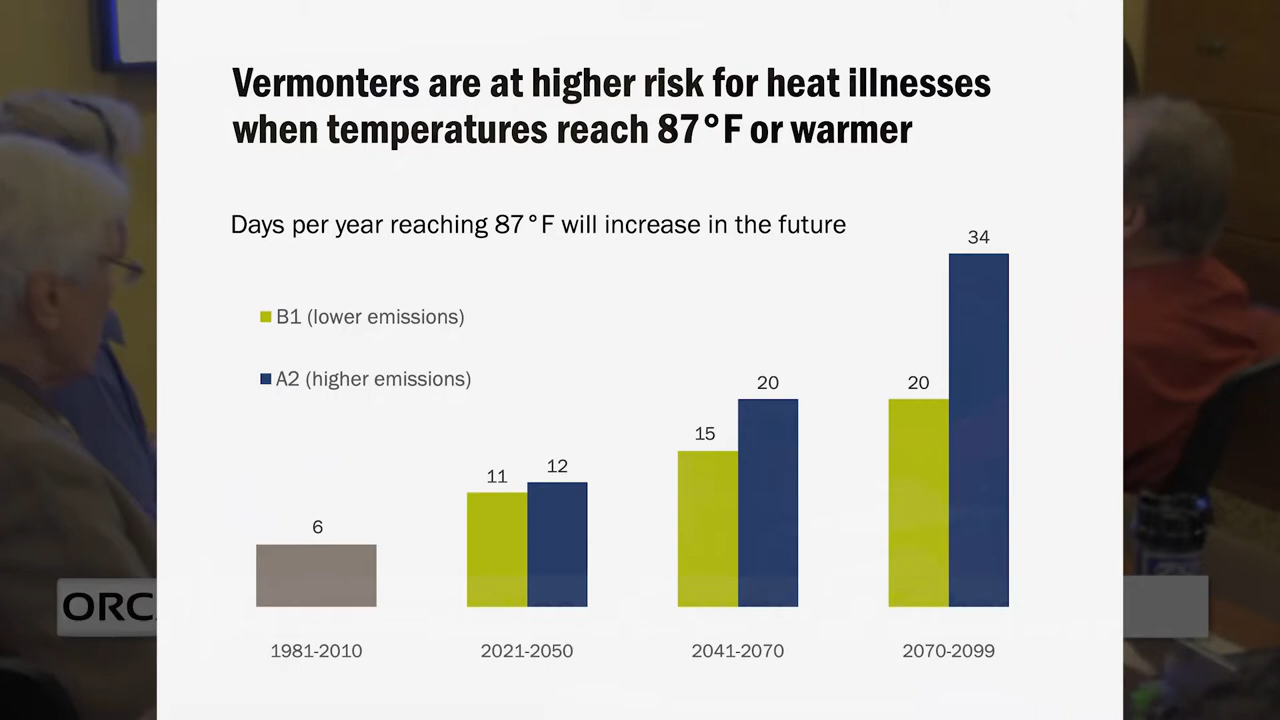 Vermonters are at higher risk for heat illnesses
when temperatures reach 87°F or warmer
Days per year reaching 87°F will increase in the future
34
B1 (lower emissions)
A2 (higher emissions)
20
20
15
12
11
6
ORC
1981-2010
2021-2050
2041-2070
2070-2099